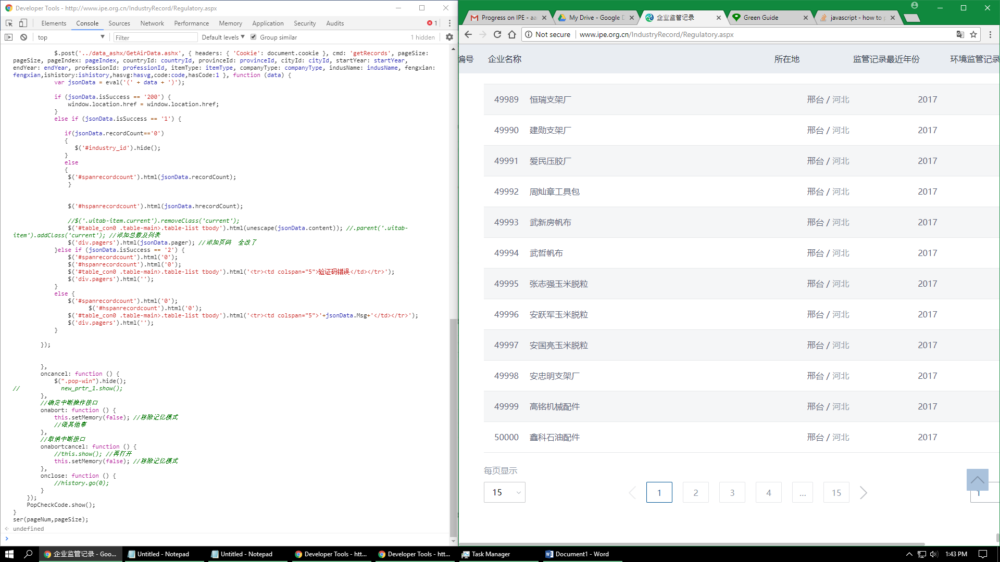 Developer Tools - http://www.ipe.org.cn/IndustryRecord/Regulatory.aspx
Elements Console Sources Network Performance Memory Application Security Audits 1
top Filter Default levels Group similar 1 hidden
$.post('../data_ashx/GetAirData.ashx', { headers: { 'Cookie': document.cookie }, cmd: 'getRecords', pageSize:
pageSize, pageIndex: pageIndex, countryId: countryId, provinceId: provinceId, cityId: cityId, startYear: startYear,
endYear: endYear, professionId: professionId, itemType: itemType, companyType: companyType, indusName: indusName, fengxian:
fengxian,ishistory:ishistory,hasvg:hasvg,code:code,hasCode:1 }, function (data) {
var jsonData = eval('(' + data + ')');
if (jsonData.isSuccess == '200') {
window.location.href = window.location.href;
}
else if (jsonData.isSuccess == '1') {
if(jsonData.recordCount=='0')
{
$('#industry_id').hide();
}
else
{
$('#spanrecordcount').html(jsonData.recordCount);
}
$('#hspanrecordcount').html(jsonData.hrecordCount);
//$('.uitab-item.current').removeClass('current');
$('#table_con0 .table-main>.table-list tbody').html(unescape(jsonData.content)); //.parent('.uitab-
item').addClass('current'); //添加总数及列表
$('div.pagers').html(jsonData.pager); //添加页码 全改了
}else if (jsonData.isSuccess == '2') {
$('#spanrecordcount').html('0');
$('#hspanrecordcount').html('0');
$('#table_con0 .table-main>.table-list tbody').html('<tr><td colspan="5">验证码错误</td></tr>');
$('div.pagers').html('');
}
else {
$('#spanrecordcount').html('0');
$('#hspanrecordcount').html('0');
$('#table_con0 .table-main>.table-list tbody').html('<tr><td colspan="5">'+jsonData.Msg+'</td></tr>');
$('div.pagers').html('');
}
});
},
oncancel: function () {
$(".pop-win").hide();
// new_prtr_1.show();
},
//确定中断操作接口
onabort: function () {
this.setMemory(false); //移除记忆模式
//做其他事
},
//取消中断接口
onabortcancel: function () {
//this.show(); //再打开
this.setMemory(false); //移除记忆模式
},
onclose: function () {
//history.go(0);
}
});
PopCheckCode.show();
}
ser(pageNum,pageSize);
undefined
Progress on IPE - aa My Drive - Google D 企业监管记录 Green Guide javascript - how to p
Not secure www.ipe.org.cn/IndustryRecord/Regulatory.aspx
编号 企业名称 所在地 监管记录最近年份 环境监管记录
49989 恒瑞支架厂 邢台 / 河北 2017
49990 建勋支架厂 邢台 / 河北 2017
49991 爱民压胶厂 邢台 / 河北 2017
49992 周灿章工具包 邢台 / 河北 2017
49993 武新房帆布 邢台 / 河北 2017
49994 武哲帆布 邢台 / 河北 2017
49995 张志强玉米脱粒 邢台 / 河北 2017
49996 安跃军玉米脱粒 邢台 / 河北 2017
49997 安国亮玉米脱粒 邢台 / 河北 2017
49998 安忠明支架厂 邢台 / 河北 2017
49999 高铭机械配件 邢台 / 河北 2017
50000 鑫科石油配件 邢台 / 河北 2017
每页显示
15 1 2 3 4 ... 15 1
企业监管记录 - Goo... Untitled - Notepad Untitled - Notepad Developer Tools - htt... Developer Tools - htt... Task Manager Document1 - Word 1:43 PM